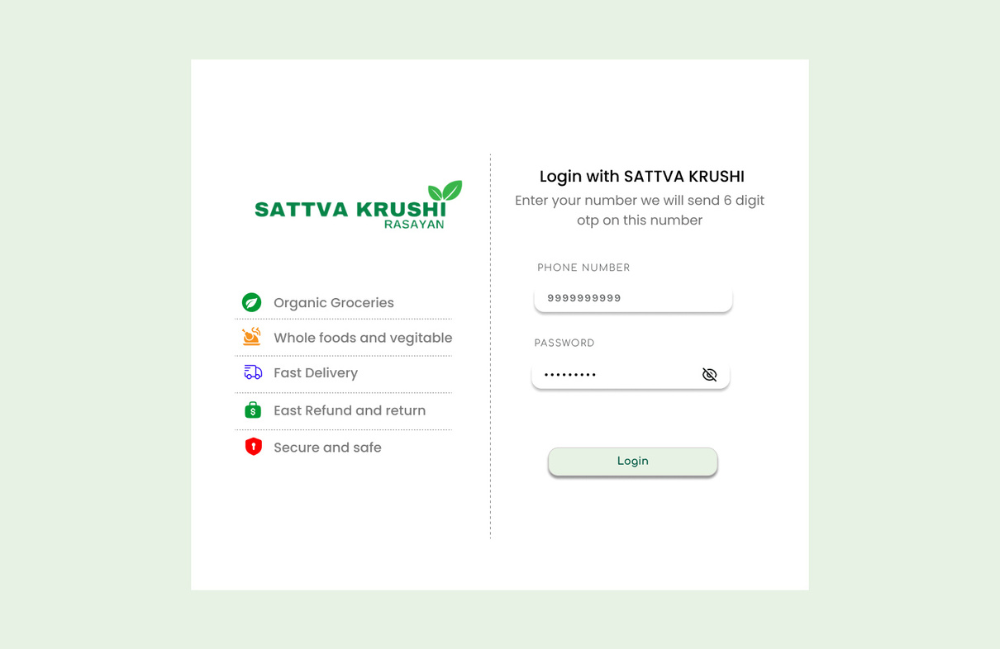 SATTVA KRUSHI
RASAYAN
Organic Groceries
Whole foods and vegitable
Fast Delivery
East Refund and return
Secure and safe
Login with SATTVA KRUSHI
Enter your number we will send 6 digit
otp on this number
PHONE NUMBER
9999999999
PASSWORD
•••••••••
Login